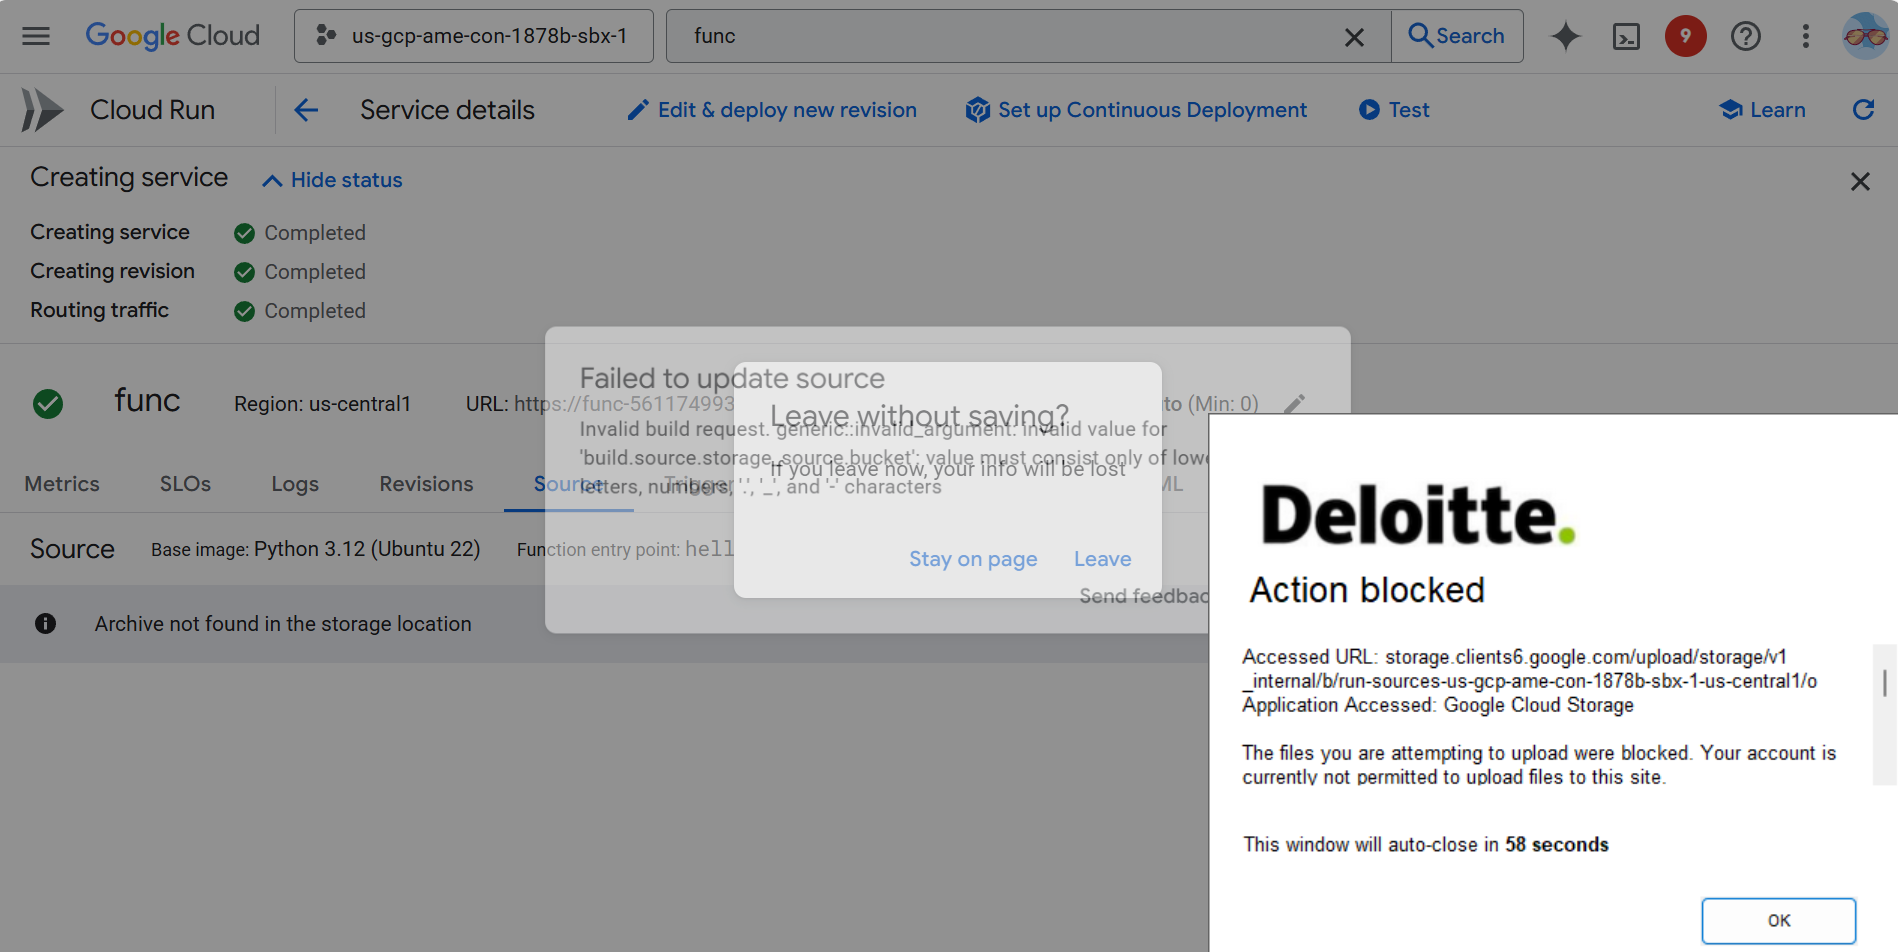 Google Cloud
us-gcp-ame-con-1878b-sbx-1
func
Search
9
Cloud Run
Service details
Edit & deploy new revision
Set up Continuous Deployment
Test
Learn
Creating service
Hide status
Creating service
Completed
Creating revision
Completed
Routing traffic
Completed
func
Region: us-central1
URL: https://func-561174993
to (Min: 0)
Failed to update source
Invalid build request. generic::invalid_argument: invalid value for
'build.source.storage_source.bucket': value must consist only of lowe
letters, numbers, '.', '_', and '-' characters
Send feedbac
Leave without saving?
If you leave now, your info will be lost
Stay on page
Leave
Metrics
SLOs
Logs
Revisions
Source
Trigge
ML
Source
Base image: Python 3.12 (Ubuntu 22)
Function entry point: hell
Archive not found in the storage location
Deloitte.
Action blocked
Accessed URL: storage.clients6.google.com/upload/storage/v1
_internal/b/run-sources-us-gcp-ame-con-1878b-sbx-1-us-central1/o
Application Accessed: Google Cloud Storage
The files you are attempting to upload were blocked. Your account is
currently not permitted to upload files to this site.
This window will auto-close in 58 seconds
OK